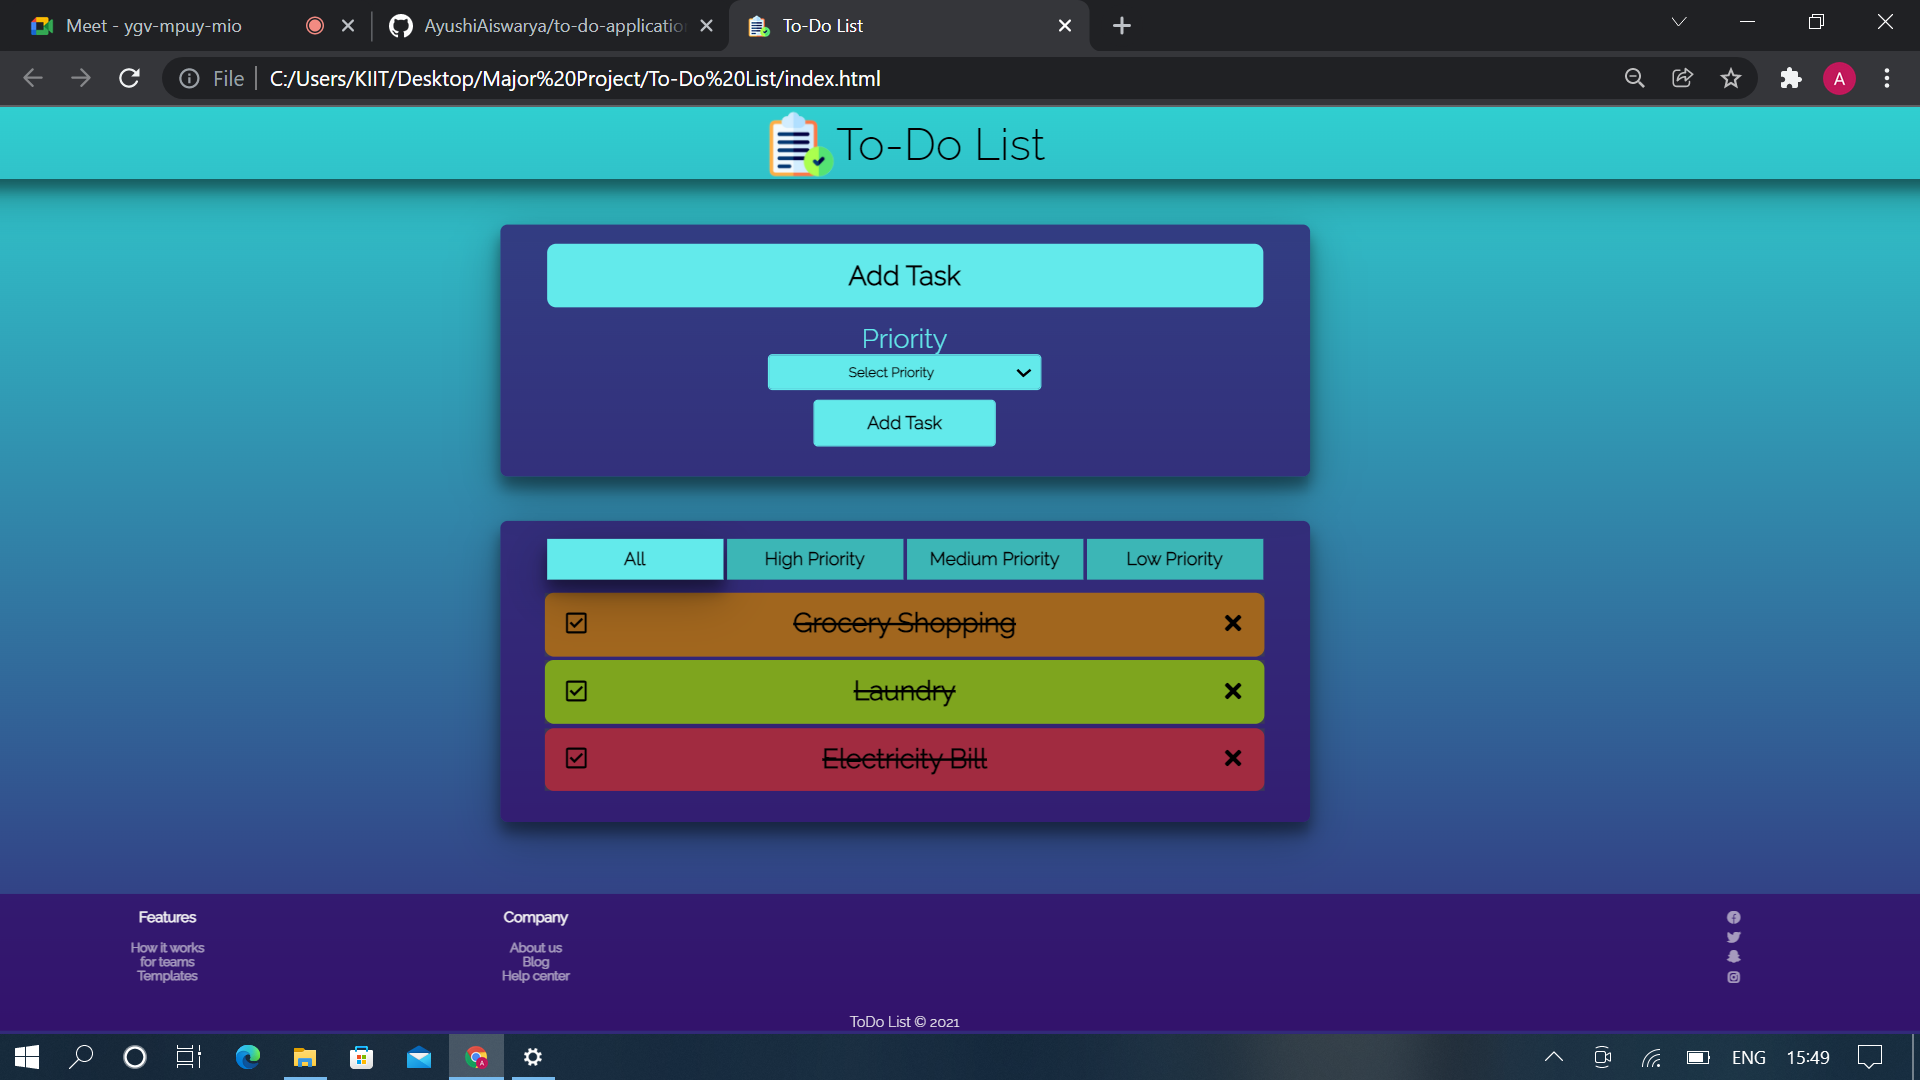 Meet - ygv-mpuy-mio
AyushiAiswarya/to-do-applicatio
To-Do List
File
C:/Users/KIIT/Desktop/Major%20Project/To-Do%20List/index.html
A
To-Do List
Add Task
Priority
Select Priority
Add Task
All High Priority Medium Priority Low Priority
Grocery Shopping
Laundry
Electricity Bill
Features
How it works
for teams
Templates
Company
About us
Blog
Help center
ToDo List © 2021
ENG 15:49